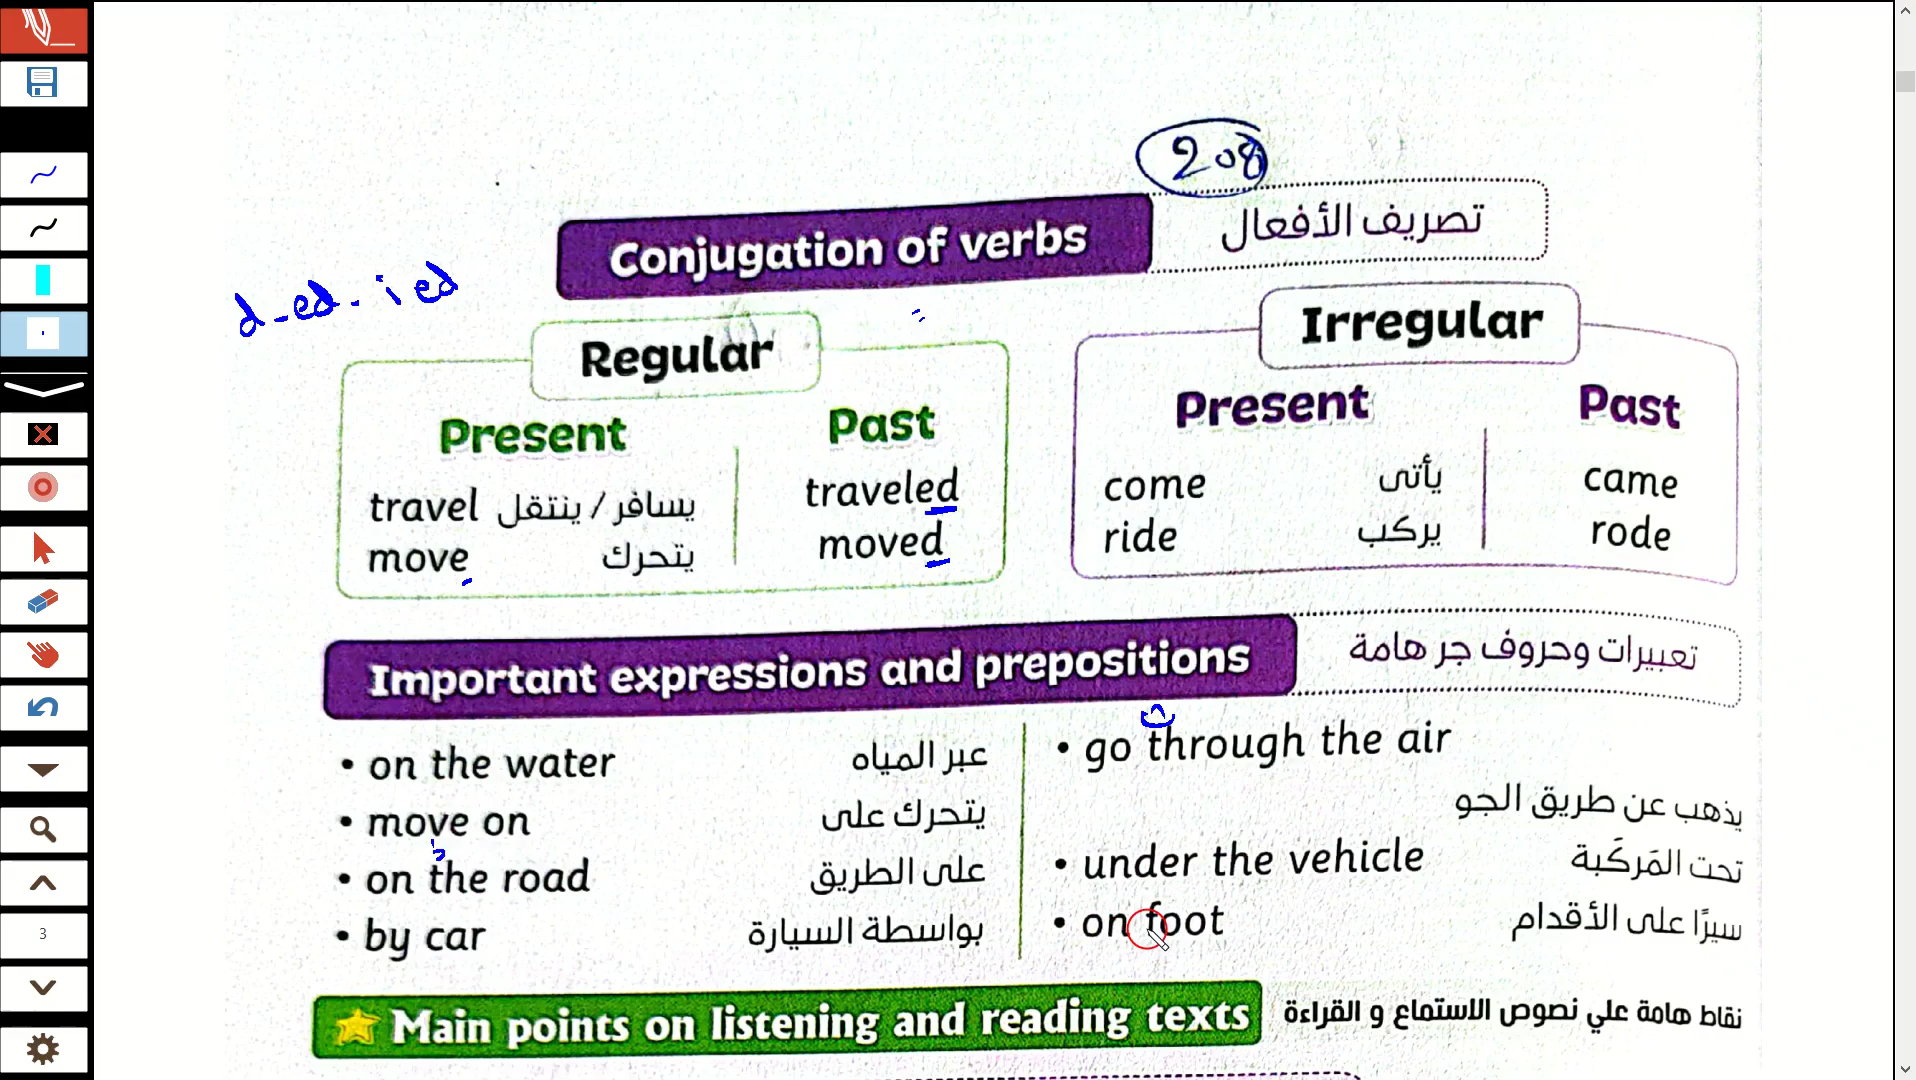 208
Conjugation of verbs تصريف الأفعال
d-ed-ied
Regular
Present Past
travel يسافر / ينتقل traveled
move يتحرك moved
Irregular
Present Past
come يأتى came
ride يركب rode
Important expressions and prepositions تعبيرات وحروف جر هامة
• on the water عبر المياه
• move on يتحرك على
• on the road على الطريق
• by car بواسطة السيارة
ث
ذ
• go through the air
يذهب عن طريق الجو
• under the vehicle تحت المَركَبة
• on foot سيرًا على الأقدام
Main points on listening and reading texts نقاط هامة علي نصوص الاستماع و القراءة
3